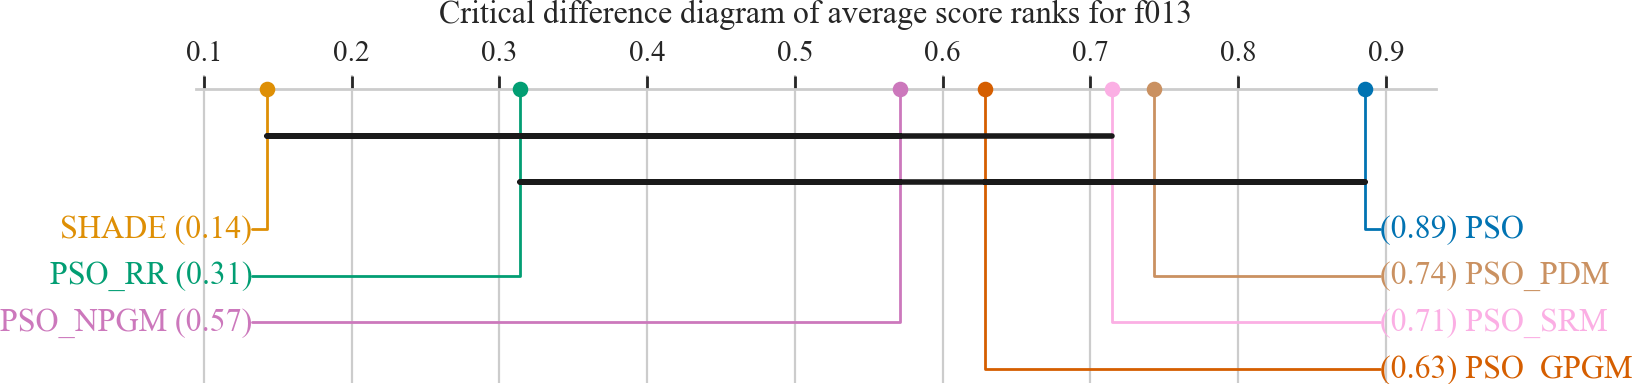 Critical difference diagram of average score ranks for f013
0.1 0.2 0.3 0.4 0.5 0.6 0.7 0.8 0.9
SHADE (0.14) (0.89) PSO
PSO_RR (0.31) (0.74) PSO_PDM
PSO_NPGM (0.57) (0.71) PSO_SRM
(0.63) PSO_GPGM